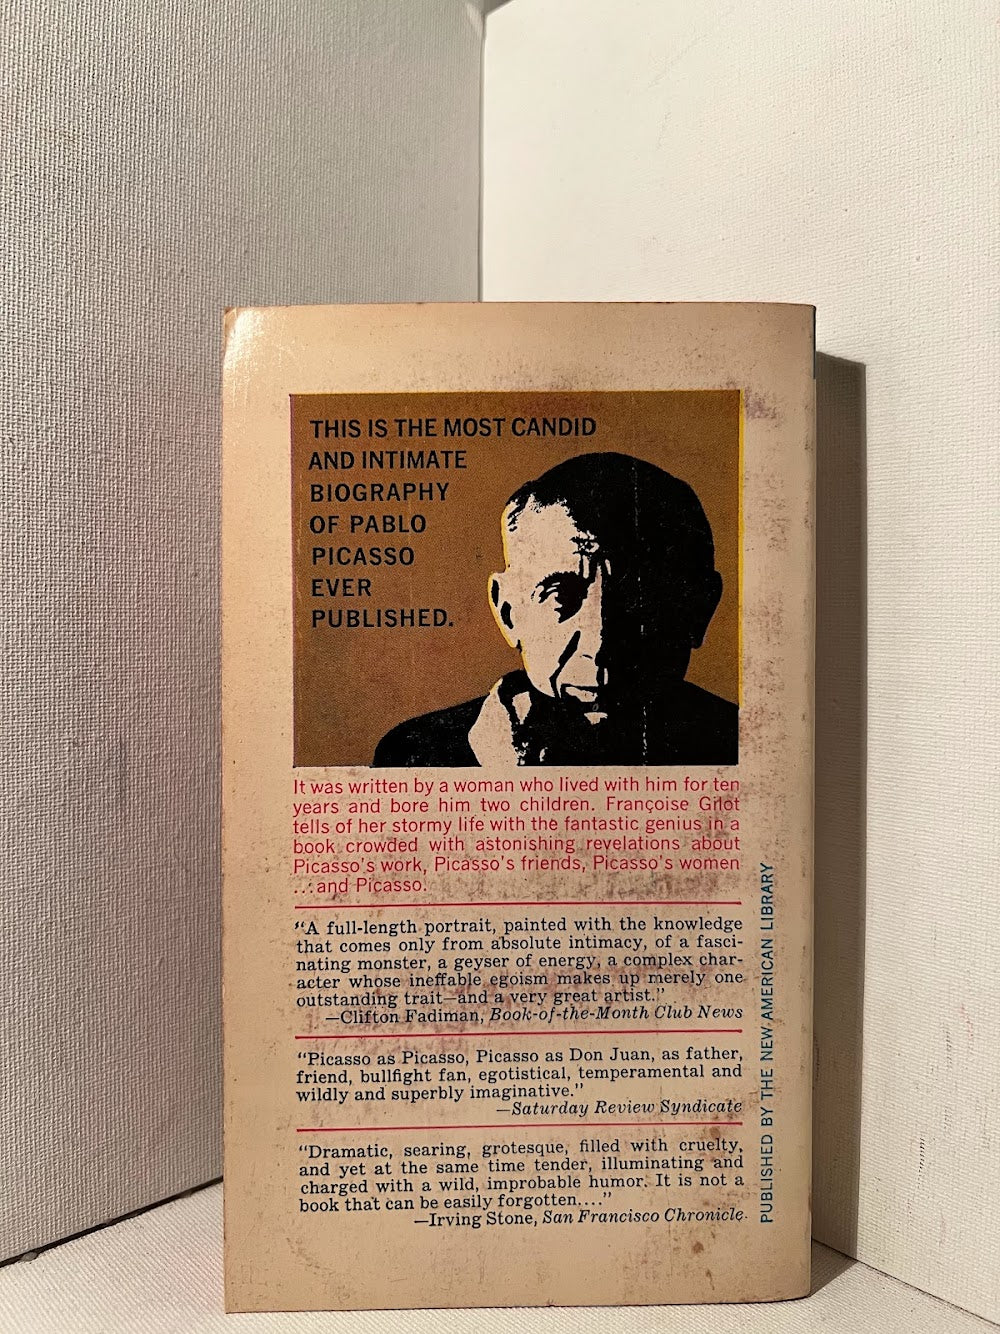 THIS IS THE MOST CANDID
AND INTIMATE
BIOGRAPHY
OF PABLO
PICASSO
EVER
PUBLISHED.
It was written by a woman who lived with him for ten
years and bore him two children. Françoise Gilot
tells of her stormy life with the fantastic genius in a
book crowded with astonishing revelations about
Picasso's work, Picasso's friends, Picasso's women
...and Picasso.
"A full-length portrait, painted with the knowledge
that comes only from absolute intimacy, of a fasci-
nating monster, a geyser of energy, a complex char-
acter whose ineffable egoism makes up merely one
outstanding trait—and a very great artist."
—Clifton Fadiman, Book-of-the-Month Club News
"Picasso as Picasso, Picasso as Don Juan, as father,
friend, bullfight fan, egotistical, temperamental and
wildly and superbly imaginative."
—Saturday Review Syndicate
"Dramatic, searing, grotesque, filled with cruelty,
and yet at the same time tender, illuminating and
charged with a wild, improbable humor. It is not a
book that can be easily forgotten...."
—Irving Stone, San Francisco Chronicle
PUBLISHED BY THE NEW AMERICAN LIBRARY